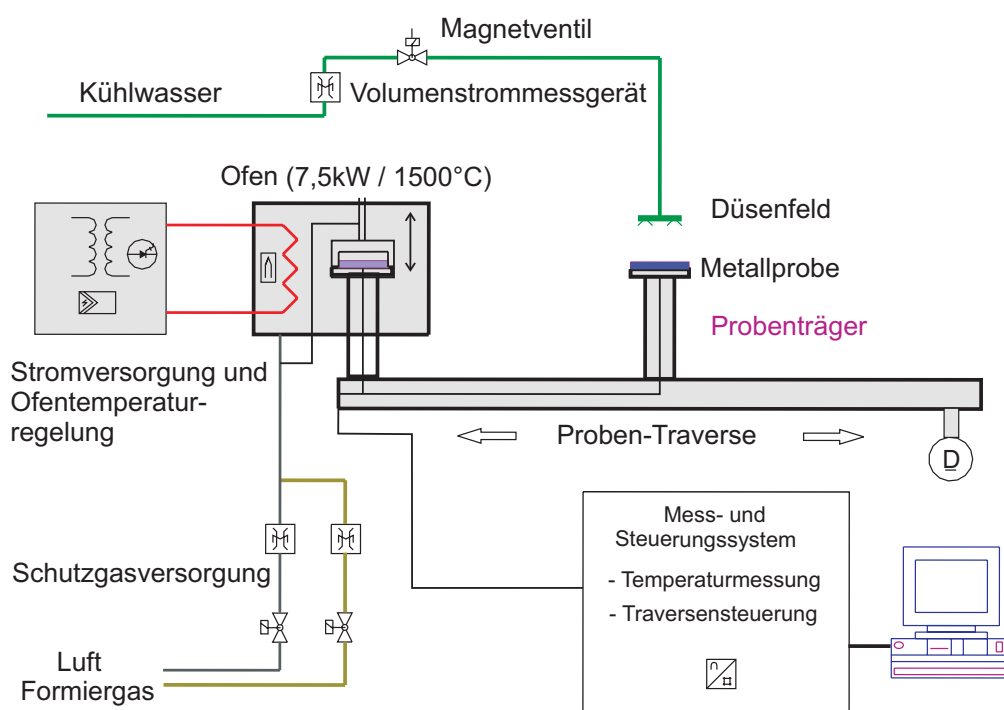 Magnetventil
Kühlwasser
Volumenstrommessgerät
Ofen (7,5kW / 1500°C)
Düsenfeld
Metallprobe
Probenträger
Stromversorgung und
Ofentemperatur-
regelung
Proben-Traverse
D
Mess- und
Steuerungssystem
- Temperaturmessung
- Traversensteuerung
Schutzgasversorgung
Luft
Formiergas